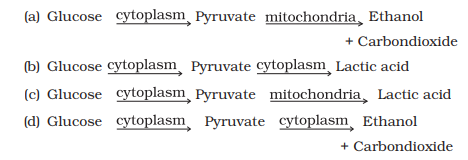 (a) Glucose cytoplasm Pyruvate mitochondria Ethanol
+ Carbondioxide
(b) Glucose cytoplasm Pyruvate cytoplasm Lactic acid
(c) Glucose cytoplasm Pyruvate mitochondria Lactic acid
(d) Glucose cytoplasm Pyruvate cytoplasm Ethanol
+ Carbondioxide